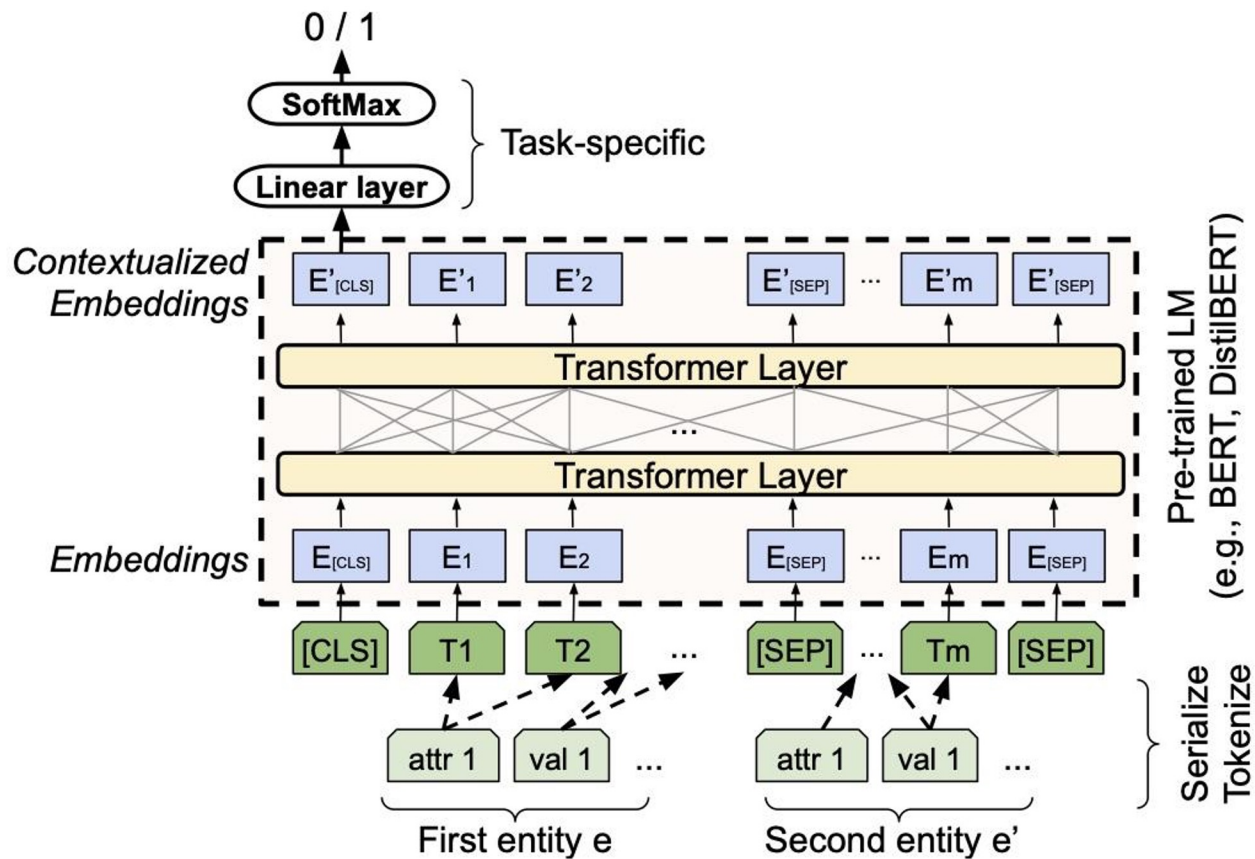 0 / 1
SoftMax
Task-specific
Linear layer
Contextualized
Embeddings
E'[CLS] E'1 E'2 E'[SEP] ... E'm E'[SEP]
Transformer Layer
...
Transformer Layer
Embeddings
E[CLS] E1 E2 E[SEP] ... Em E[SEP]
Pre-trained LM
(e.g., BERT, DistilBERT)
[CLS] T1 T2 ... [SEP] ... Tm [SEP]
attr 1 val 1 ... attr 1 val 1 ...
Serialize
Tokenize
First entity e Second entity e'